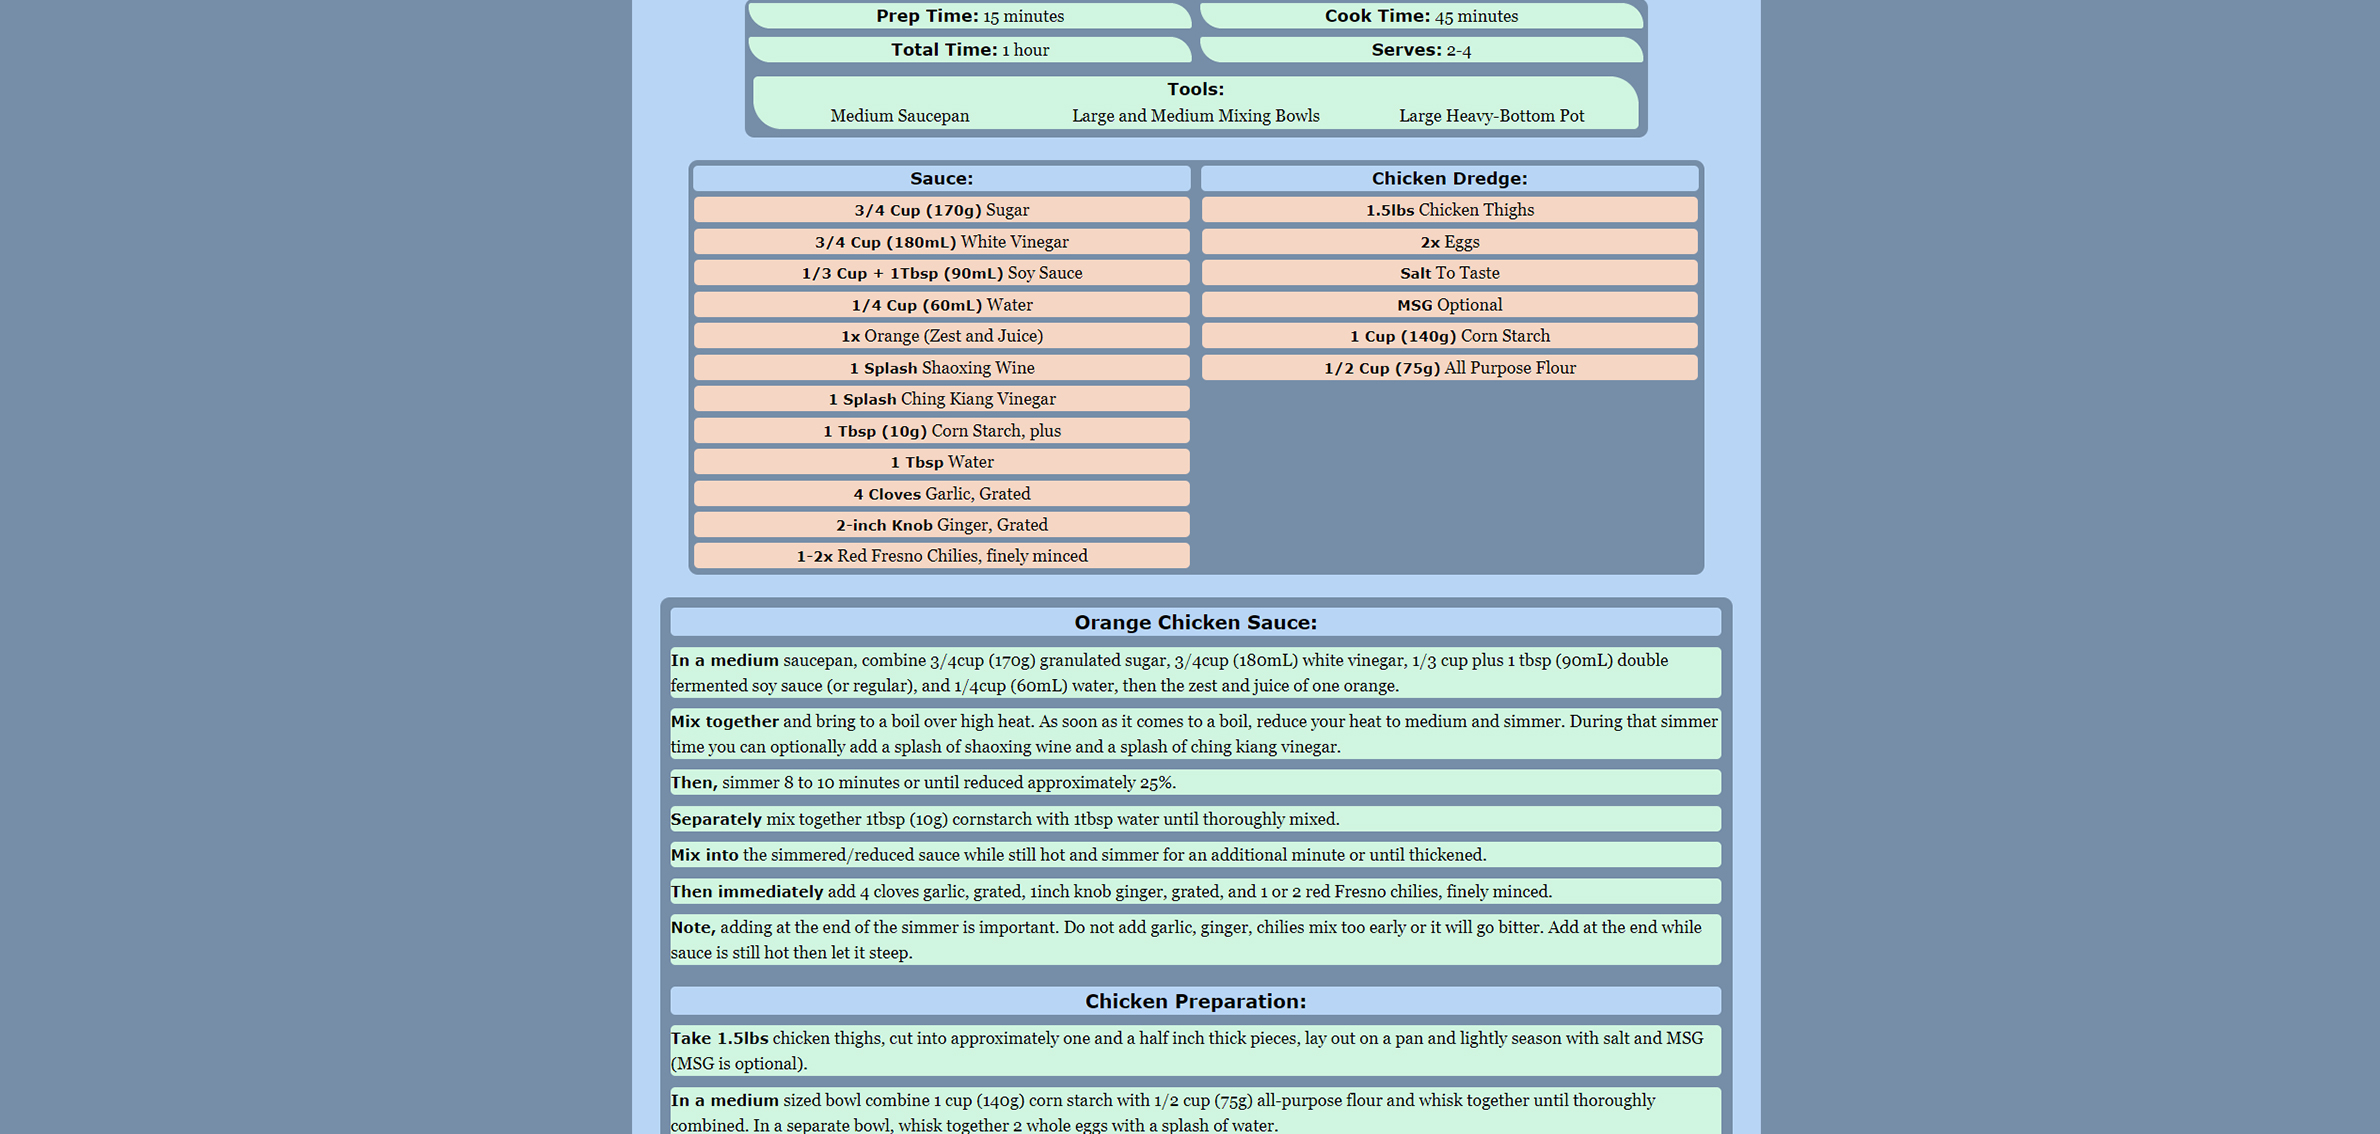 Prep Time: 15 minutes
Cook Time: 45 minutes
Total Time: 1 hour
Serves: 2-4
Tools:
Medium Saucepan
Large and Medium Mixing Bowls
Large Heavy-Bottom Pot
Sauce:
3/4 Cup (170g) Sugar
3/4 Cup (180mL) White Vinegar
1/3 Cup + 1Tbsp (90mL) Soy Sauce
1/4 Cup (60mL) Water
1x Orange (Zest and Juice)
1 Splash Shaoxing Wine
1 Splash Ching Kiang Vinegar
1 Tbsp (10g) Corn Starch, plus
1 Tbsp Water
4 Cloves Garlic, Grated
2-inch Knob Ginger, Grated
1-2x Red Fresno Chilies, finely minced
Chicken Dredge:
1.5lbs Chicken Thighs
2x Eggs
Salt To Taste
MSG Optional
1 Cup (140g) Corn Starch
1/2 Cup (75g) All Purpose Flour
Orange Chicken Sauce:
In a medium saucepan, combine 3/4cup (170g) granulated sugar, 3/4cup (180mL) white vinegar, 1/3 cup plus 1 tbsp (90mL) double
fermented soy sauce (or regular), and 1/4cup (60mL) water, then the zest and juice of one orange.
Mix together and bring to a boil over high heat. As soon as it comes to a boil, reduce your heat to medium and simmer. During that simmer
time you can optionally add a splash of shaoxing wine and a splash of ching kiang vinegar.
Then, simmer 8 to 10 minutes or until reduced approximately 25%.
Separately mix together 1tbsp (10g) cornstarch with 1tbsp water until thoroughly mixed.
Mix into the simmered/reduced sauce while still hot and simmer for an additional minute or until thickened.
Then immediately add 4 cloves garlic, grated, 1inch knob ginger, grated, and 1 or 2 red Fresno chilies, finely minced.
Note, adding at the end of the simmer is important. Do not add garlic, ginger, chilies mix too early or it will go bitter. Add at the end while
sauce is still hot then let it steep.
Chicken Preparation:
Take 1.5lbs chicken thighs, cut into approximately one and a half inch thick pieces, lay out on a pan and lightly season with salt and MSG
(MSG is optional).
In a medium sized bowl combine 1 cup (140g) corn starch with 1/2 cup (75g) all-purpose flour and whisk together until thoroughly
combined. In a separate bowl, whisk together 2 whole eggs with a splash of water.